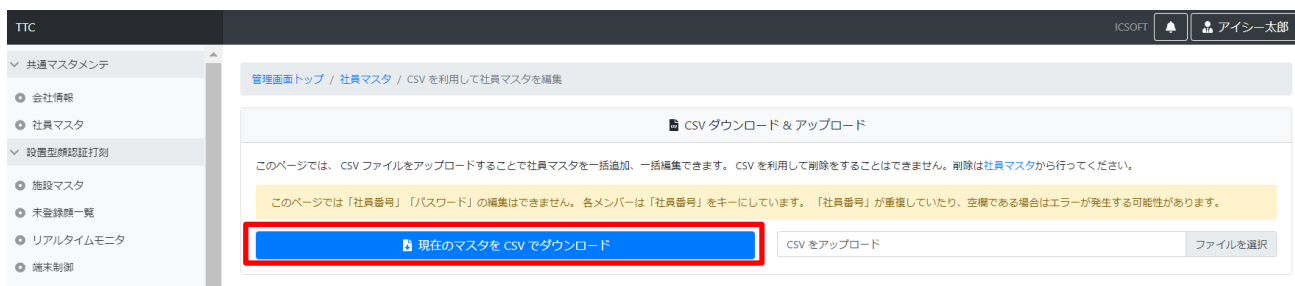 TTC
ICSOFT
アイシー太郎
共通マスタメンテ
会社情報
社員マスタ
設置型顔認証打刻
施設マスタ
未登録顔一覧
リアルタイムモニタ
端末制御
管理画面トップ / 社員マスタ / CSV を利用して社員マスタを編集
CSV ダウンロード & アップロード
このページでは、 CSV ファイルをアップロードすることで社員マスタを一括追加、一括編集できます。 CSV を利用して削除をすることはできません。削除は社員マスタから行ってください。
このページでは「社員番号」「パスワード」の編集はできません。 各メンバーは「社員番号」をキーにしています。 「社員番号」が重複していたり、空欄である場合はエラーが発生する可能性があります。
現在のマスタを CSV でダウンロード
CSV をアップロード
ファイルを選択